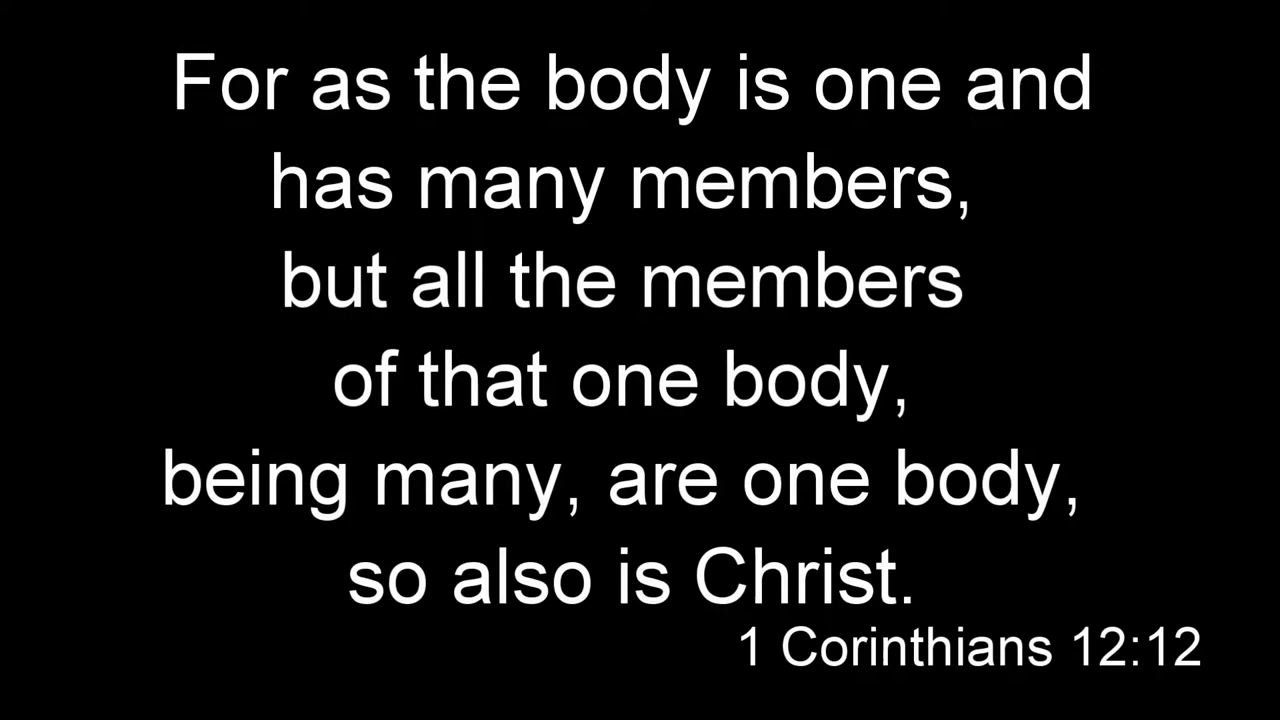 For as the body is one and
has many members,
but all the members
of that one body,
being many, are one body,
so also is Christ.
1 Corinthians 12:12